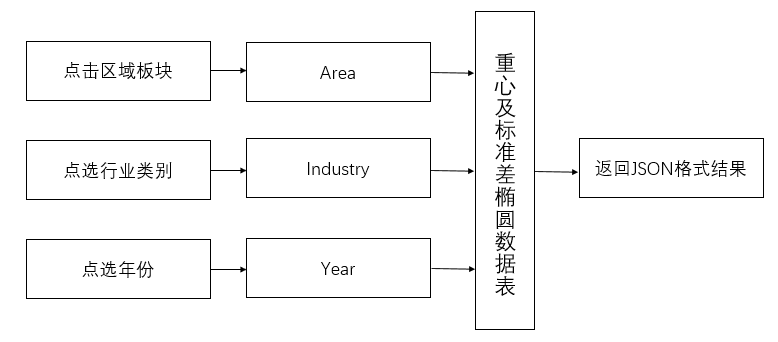 点击区域板块
Area
点选行业类别
Industry
点选年份
Year
重心及标准差椭圆数据表
返回JSON格式结果